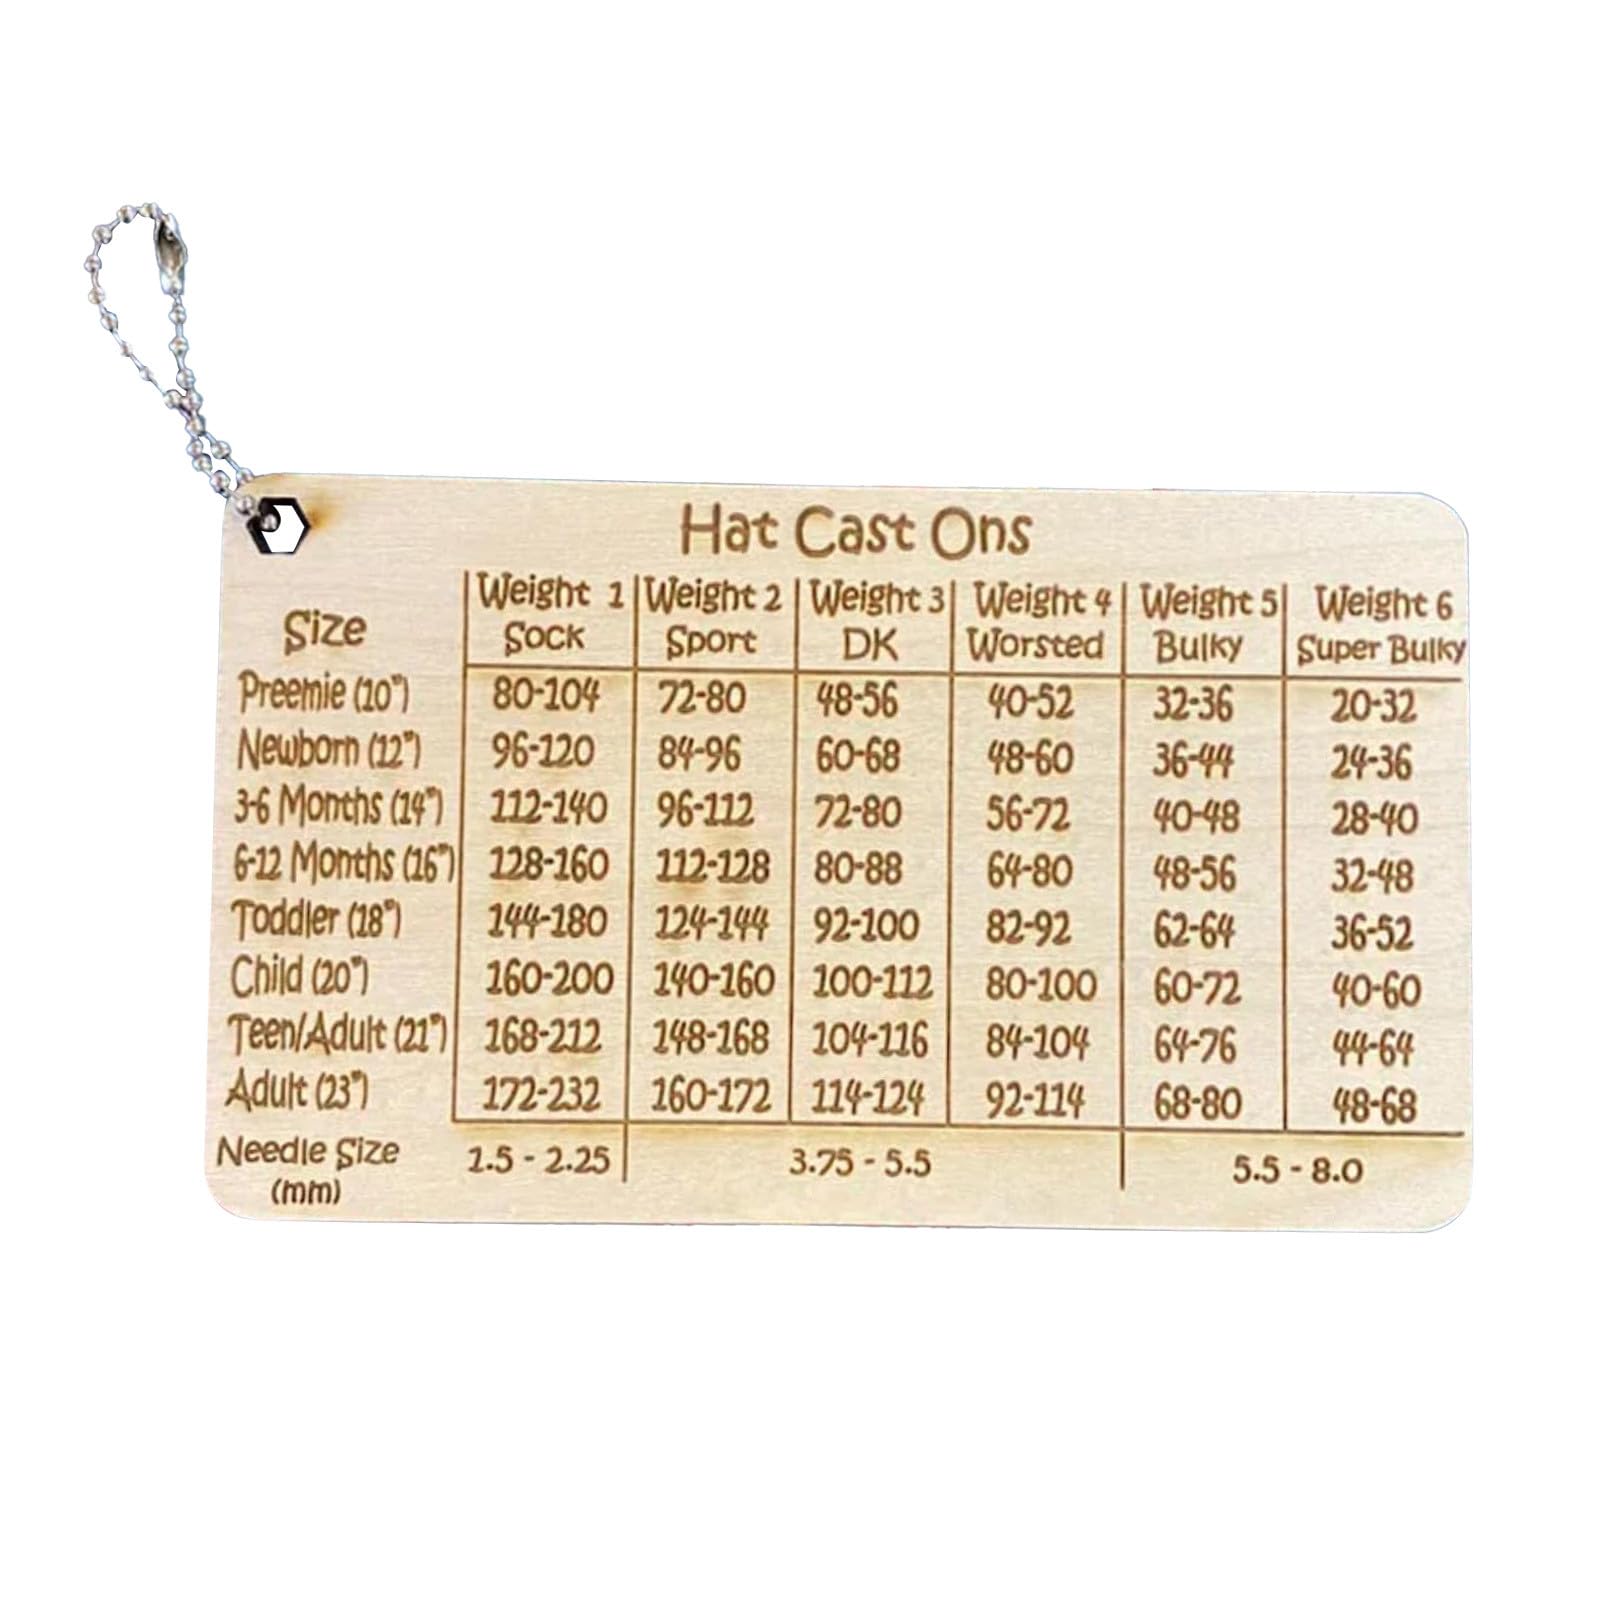 Hat Cast Ons
Size Weight 1 Sock Weight 2 Sport Weight 3 DK Weight 4 Worsted Weight 5 Bulky Weight 6 Super Bulky
Preemie (10") 80-104 72-80 48-56 40-52 32-36 20-32
Newborn (12") 96-120 84-96 60-68 48-60 36-44 24-36
3-6 Months (14") 112-140 96-112 72-80 56-72 40-48 28-40
6-12 Months (16") 128-160 112-128 80-88 64-80 48-56 32-48
Toddler (18") 144-180 124-144 92-100 82-92 62-64 36-52
Child (20") 160-200 140-160 100-112 80-100 60-72 40-60
Teen/Adult (21") 168-212 148-168 104-116 84-104 64-76 44-64
Adult (23") 172-232 160-172 114-124 92-114 68-80 48-68
Needle Size (mm) 1.5 - 2.25 3.75 - 5.5 5.5 - 8.0